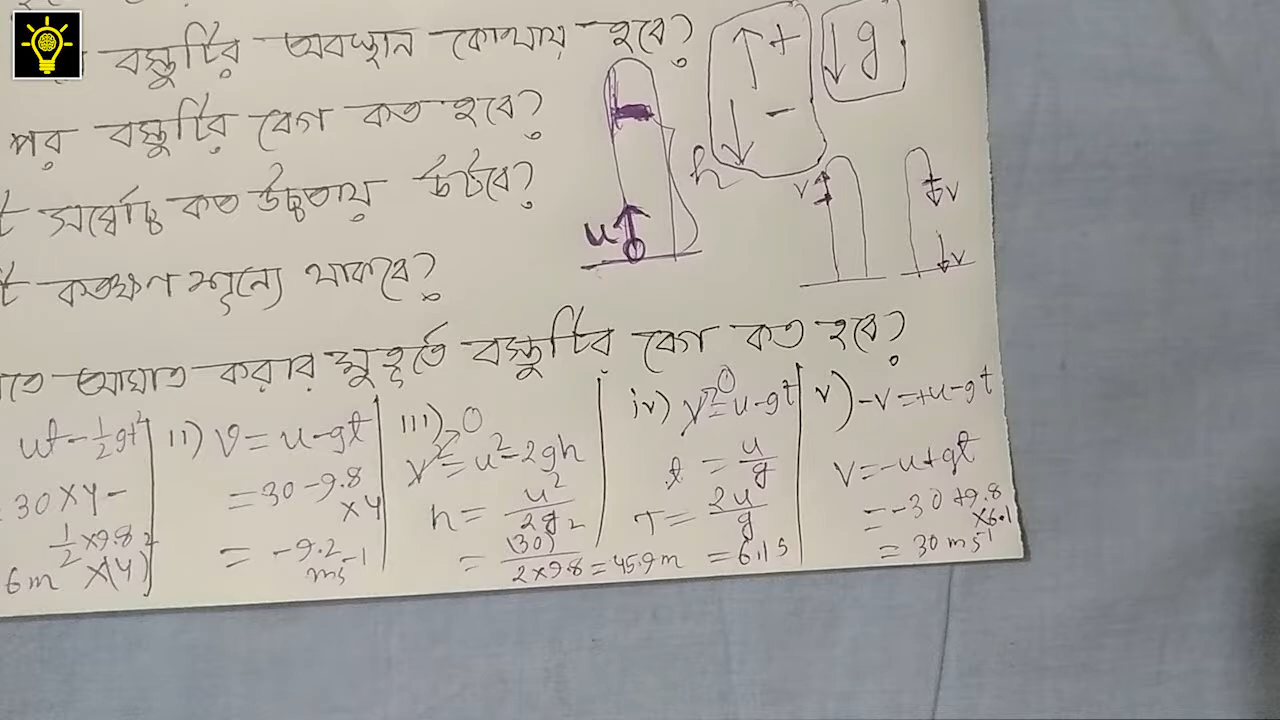 বস্তুটির অবস্থান কোথায় হবে?
পর বস্তুটির বেগ কত হবে?
সর্বোচ্চ কত উচ্চতায় উঠবে?
কতক্ষণ শূন্যে থাকবে?
আঘাত করার মুহূর্তে বস্তুটির বেগ কত হবে?
↑ +
↓ -
↓ g
h
u
v
v
v
ut - ½gt²
30 × 4 -
½ × 9.8
× (4)²
6m
ii) v = u - gt
= 30 - 9.8
× 4
= -9.2
ms⁻¹
iii) 0
v² = u² - 2gh
h = u²/2g
= (30)²/2×9.8 = 45.9m
iv) v⁰ = u - gt
t = u/g
T = 2u/g
= 6.1s
v) -v = +u - gt
v = -u + gt
= -30 + 9.8
× 6.1
= 30 ms⁻¹